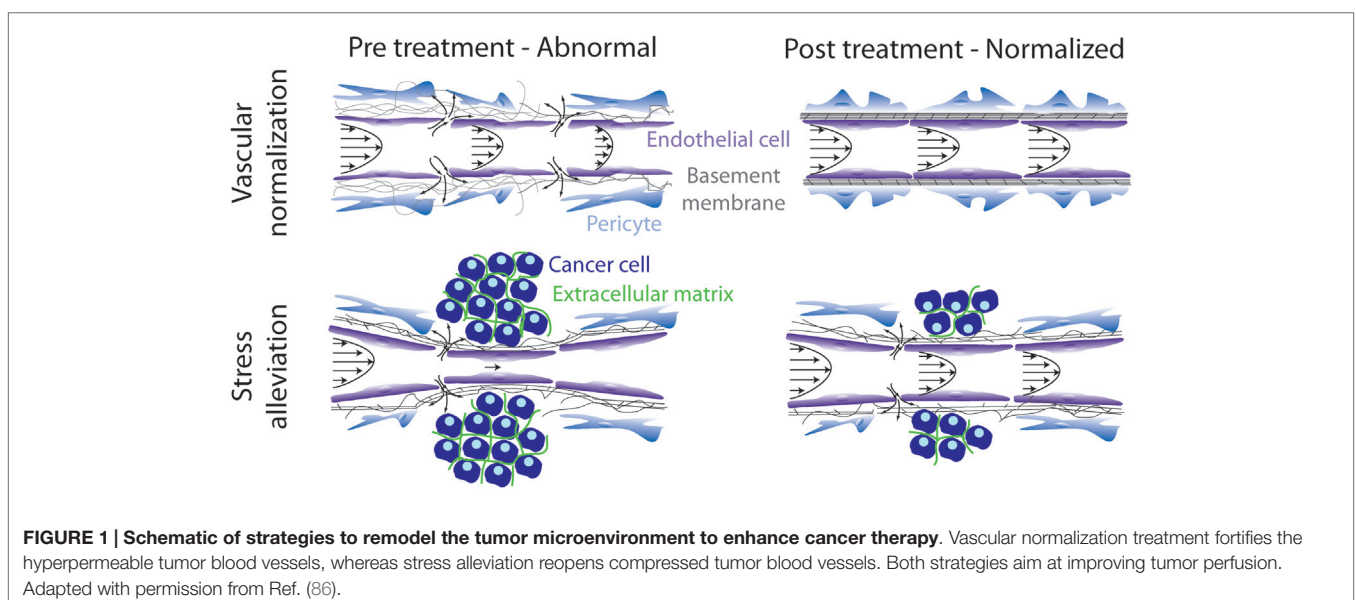 Pre treatment - Abnormal
Post treatment - Normalized
Vascular
normalization
Endothelial cell
Basement
membrane
Pericyte
Stress
alleviation
Cancer cell
Extracellular matrix
FIGURE 1 | Schematic of strategies to remodel the tumor microenvironment to enhance cancer therapy. Vascular normalization treatment fortifies the
hyperpermeable tumor blood vessels, whereas stress alleviation reopens compressed tumor blood vessels. Both strategies aim at improving tumor perfusion.
Adapted with permission from Ref. (86).